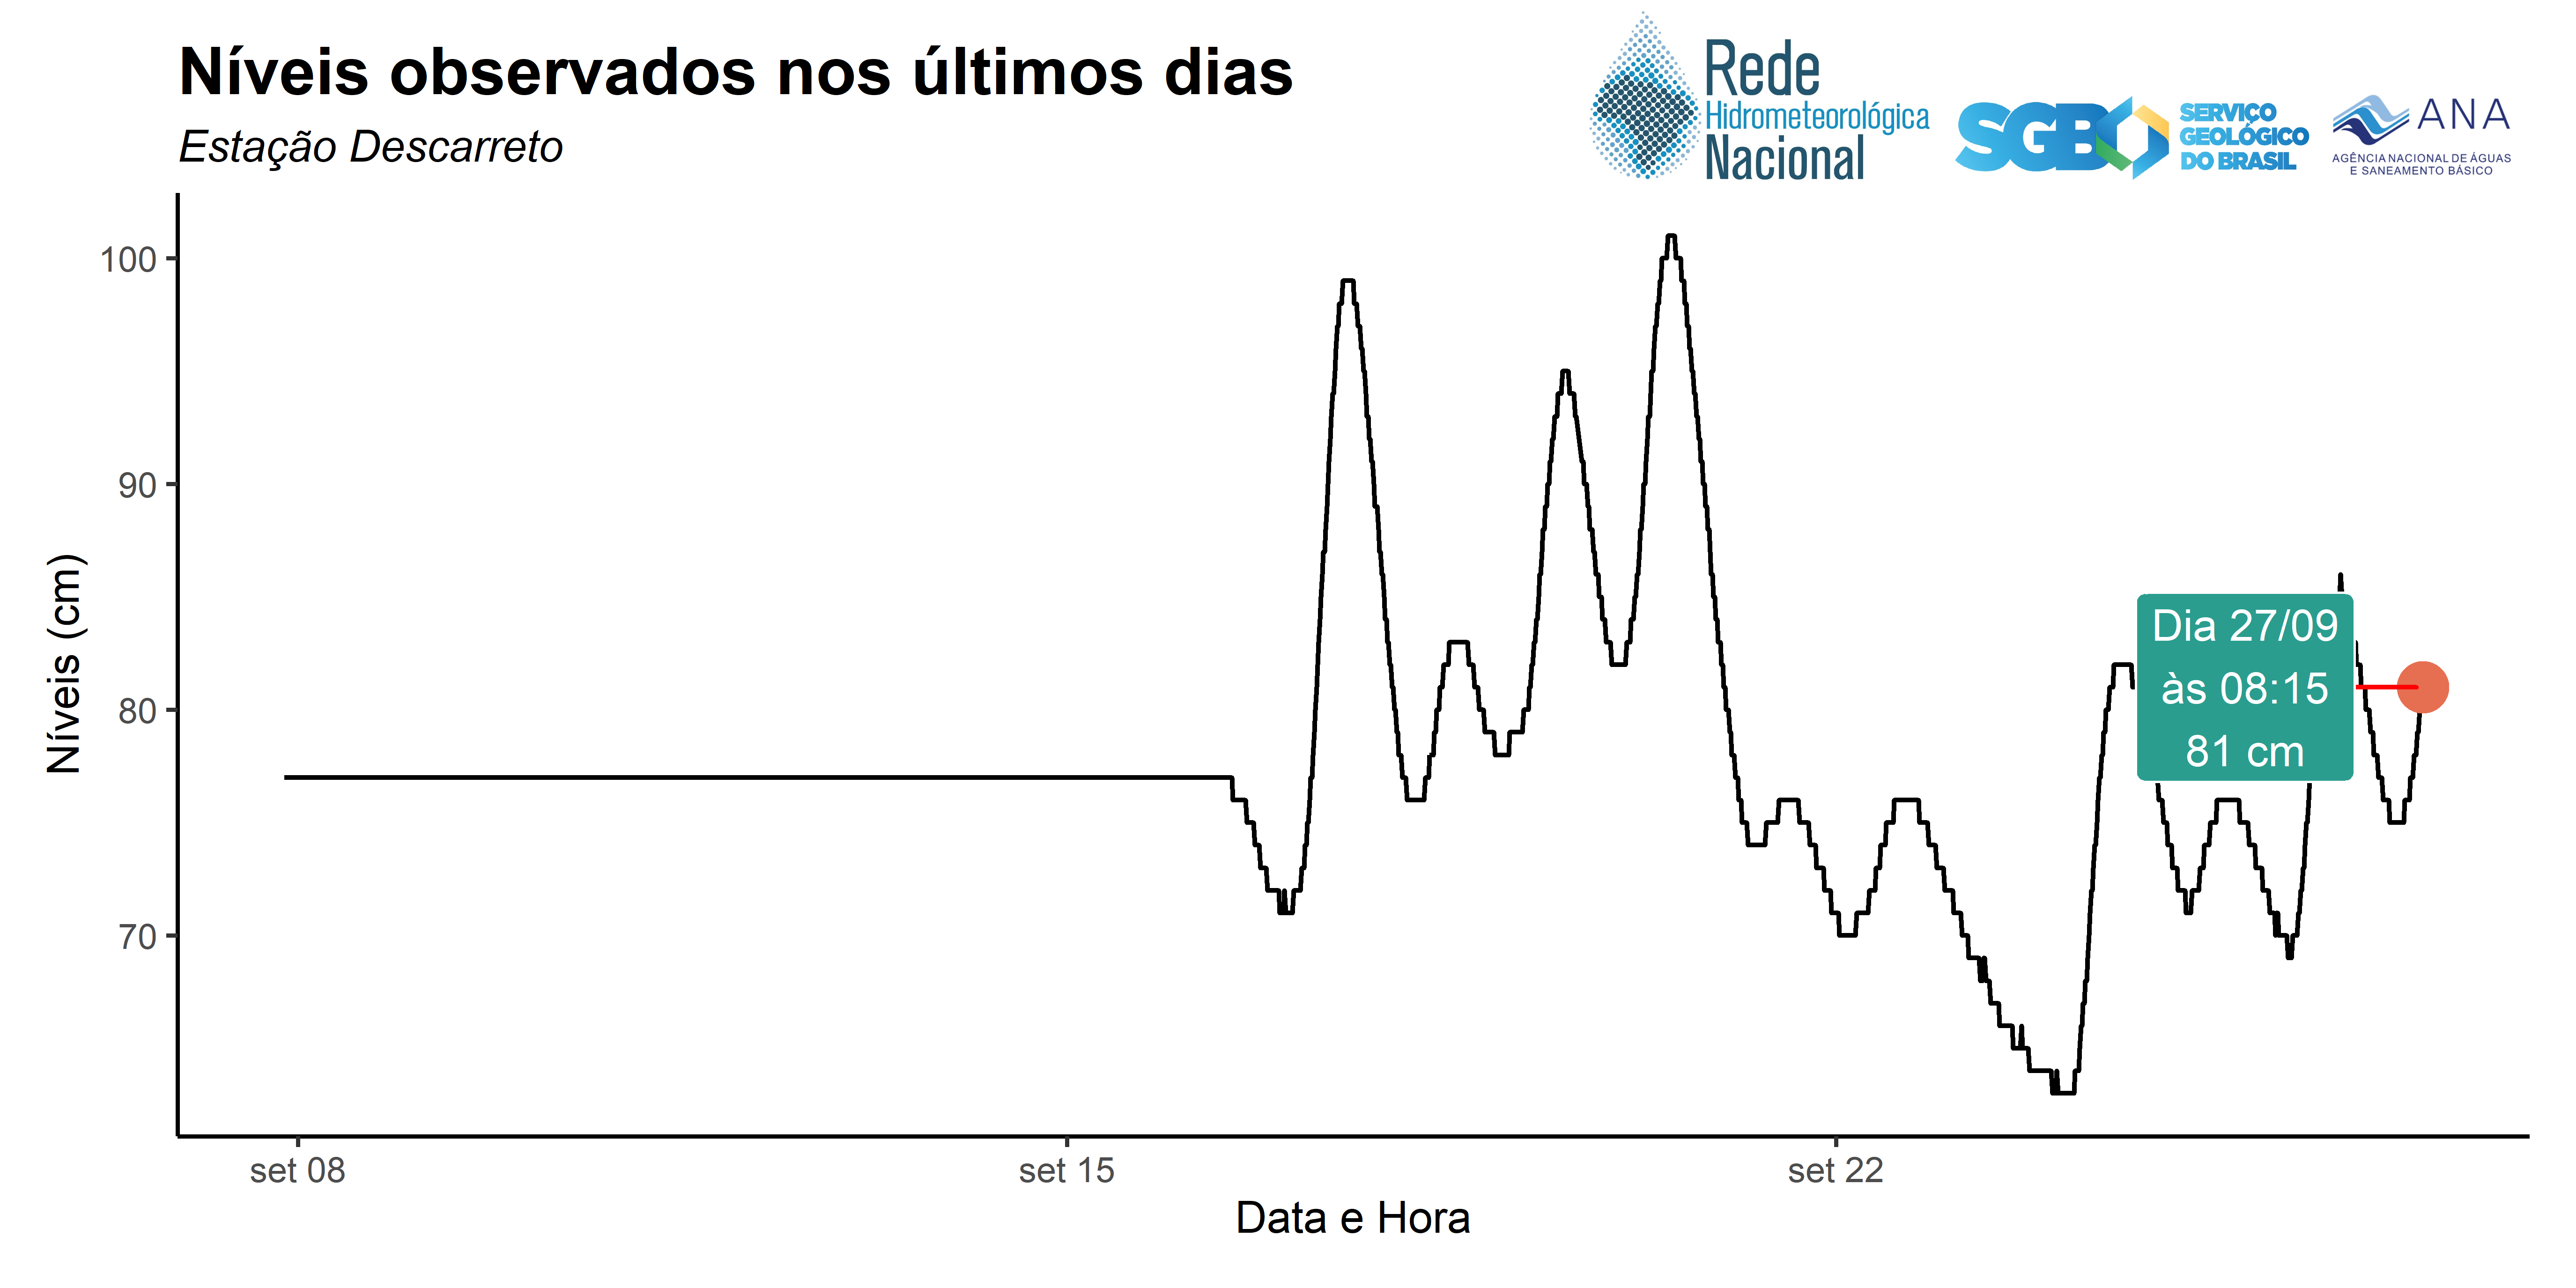 Níveis observados nos últimos dias
Estação Descarreto
Rede
Hidrometeorológica
Nacional
SGB
SERVIÇO
GEOLÓGICO
DO BRASIL
ANA
AGÊNCIA NACIONAL DE ÁGUAS
E SANEAMENTO BÁSICO
Níveis (cm)
100
90
80
70
Dia 27/09
às 08:15
81 cm
set 08
set 15
set 22
Data e Hora